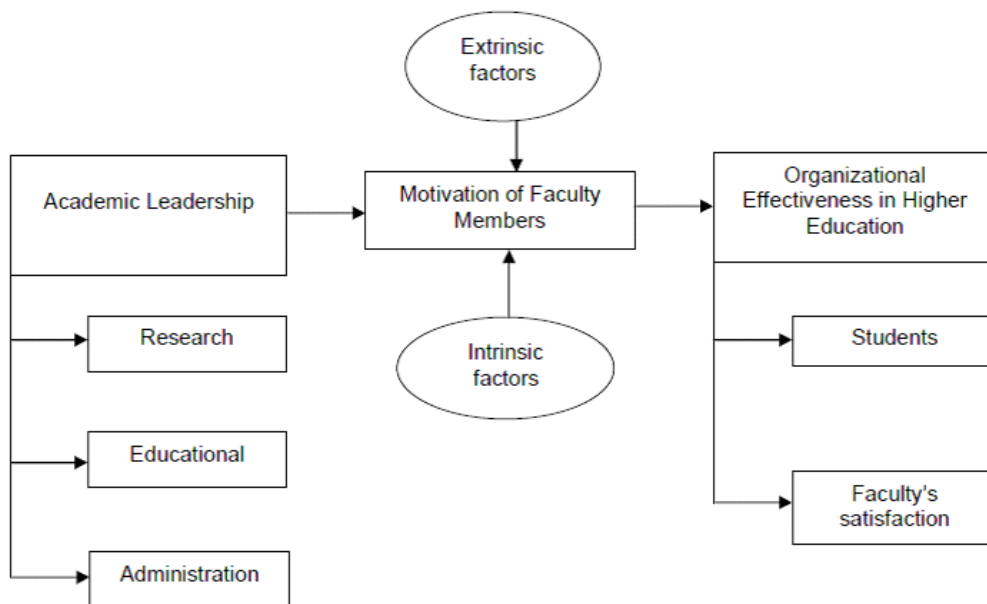 Extrinsic
factors
Academic Leadership
Motivation of Faculty
Members
Organizational
Effectiveness in Higher
Education
Research
Intrinsic
factors
Students
Educational
Faculty's
satisfaction
Administration